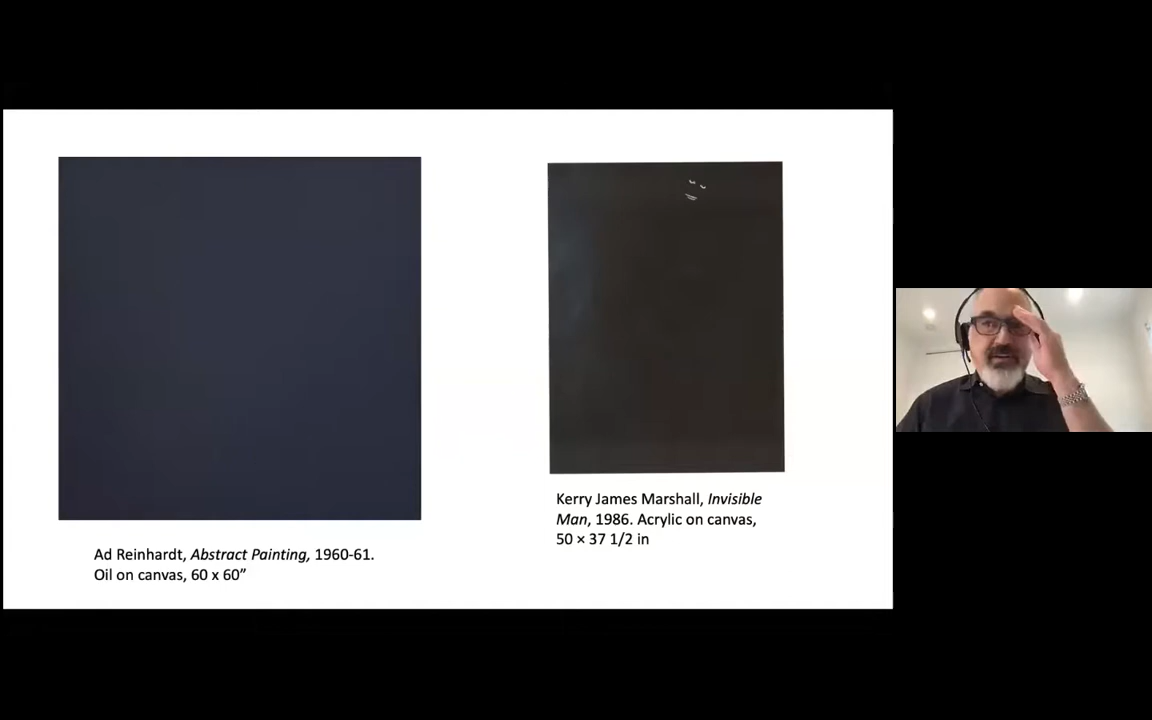 Ad Reinhardt, Abstract Painting, 1960-61.
Oil on canvas, 60 x 60”
Kerry James Marshall, Invisible
Man, 1986. Acrylic on canvas,
50 × 37 1/2 in